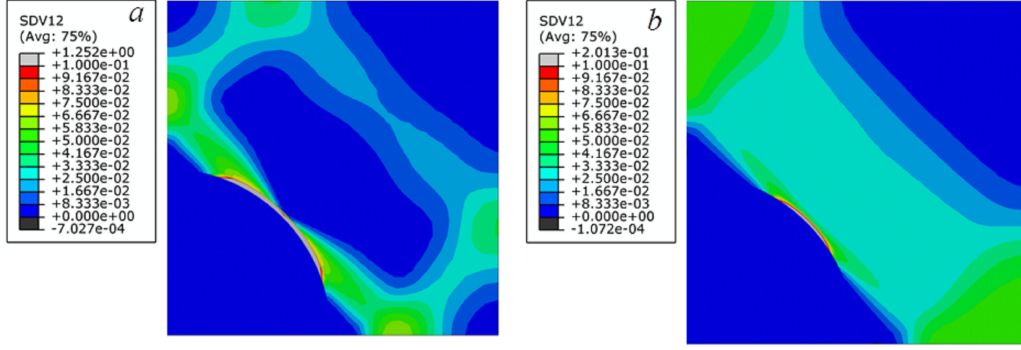 a
SDV12
(Avg: 75%)
+1.252e+00
+1.000e-01
+9.167e-02
+8.333e-02
+7.500e-02
+6.667e-02
+5.833e-02
+5.000e-02
+4.167e-02
+3.333e-02
+2.500e-02
+1.667e-02
+8.333e-03
+0.000e+00
-7.027e-04
b
SDV12
(Avg: 75%)
+2.013e-01
+1.000e-01
+9.167e-02
+8.333e-02
+7.500e-02
+6.667e-02
+5.833e-02
+5.000e-02
+4.167e-02
+3.333e-02
+2.500e-02
+1.667e-02
+8.333e-03
+0.000e+00
-1.072e-04